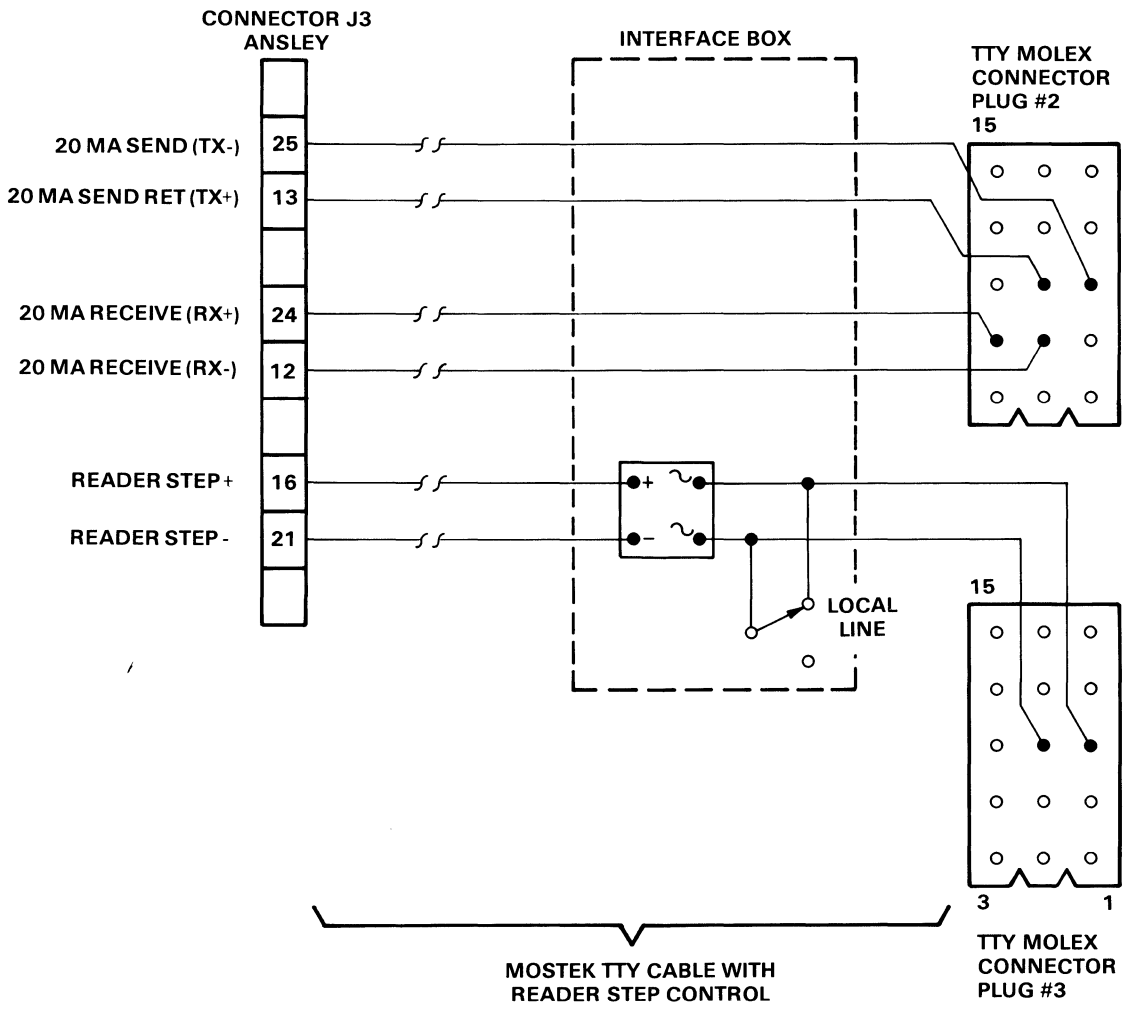 CONNECTOR J3
ANSLEY
INTERFACE BOX
TTY MOLEX
CONNECTOR
PLUG #2
15
20 MA SEND (TX-)
25
20 MA SEND RET (TX+)
13
20 MA RECEIVE (RX+)
24
20 MA RECEIVE (RX-)
12
READER STEP +
16
+
READER STEP -
21
−
15
LOCAL
LINE
3
1
TTY MOLEX
CONNECTOR
PLUG #3
MOSTEK TTY CABLE WITH
READER STEP CONTROL